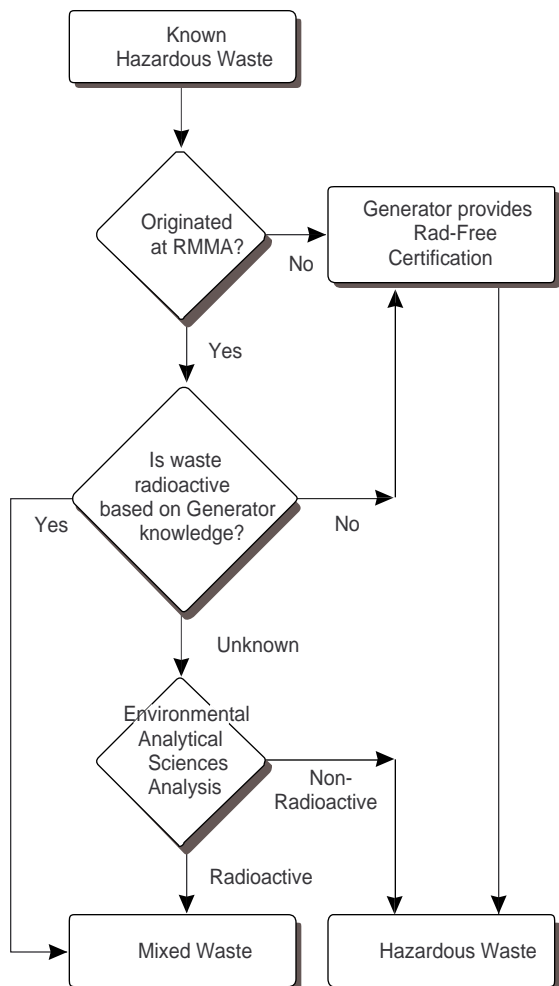 Known
Hazardous Waste
Originated
at RMMA?
No
Generator provides
Rad-Free
Certification
Yes
Is waste
radioactive
based on Generator
knowledge?
Yes
No
Unknown
Environmental
Analytical
Sciences
Analysis
Non-
Radioactive
Radioactive
Mixed Waste
Hazardous Waste